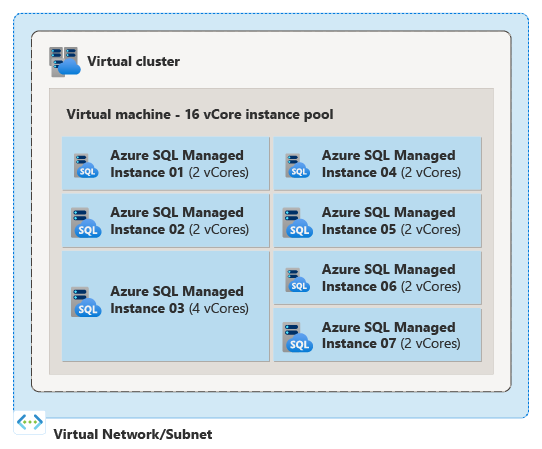 Virtual cluster
Virtual machine - 16 vCore instance pool
Azure SQL Managed
Instance 01 (2 vCores)
SQL
Azure SQL Managed
Instance 02 (2 vCores)
SQL
Azure SQL Managed
Instance 03 (4 vCores)
SQL
Azure SQL Managed
Instance 04 (2 vCores)
SQL
Azure SQL Managed
Instance 05 (2 vCores)
SQL
Azure SQL Managed
Instance 06 (2 vCores)
SQL
Azure SQL Managed
Instance 07 (2 vCores)
SQL
Virtual Network/Subnet